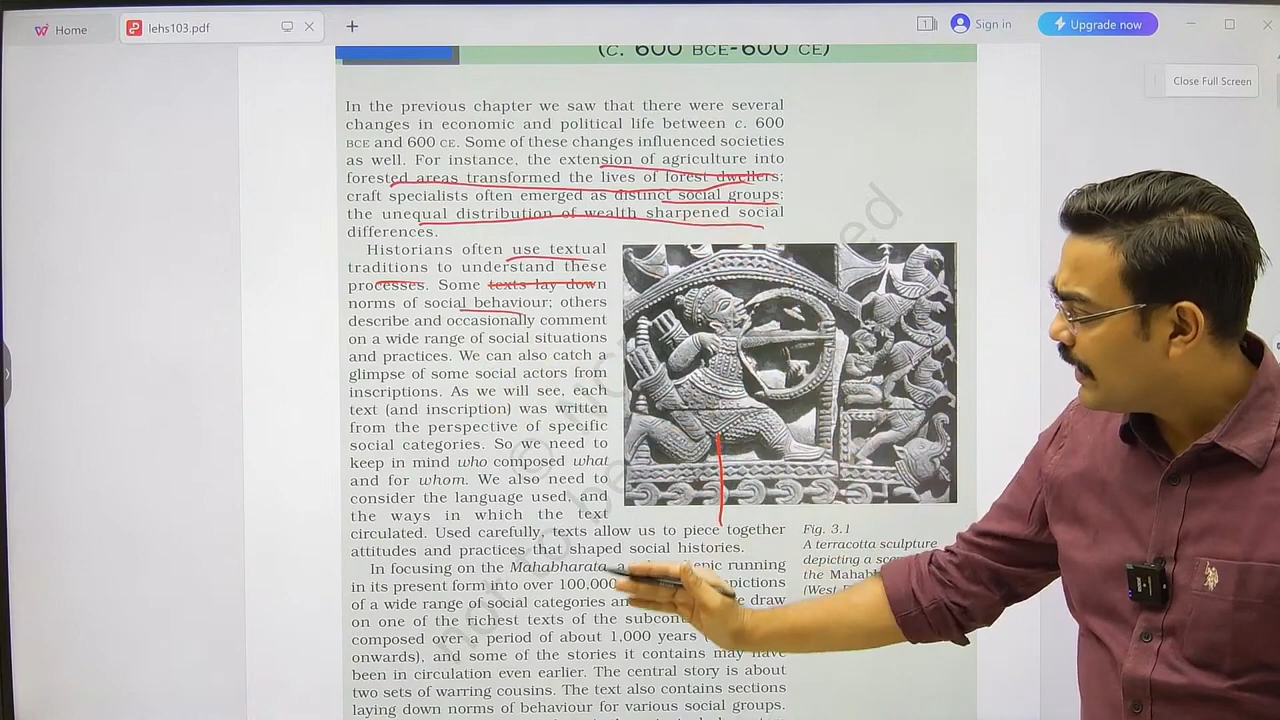 Home
lehs103.pdf
Sign in
Upgrade now
Close Full Screen
(C. 600 BCE-600 CE)
In the previous chapter we saw that there were several
changes in economic and political life between c. 600
BCE and 600 CE. Some of these changes influenced societies
as well. For instance, the extension of agriculture into
forested areas transformed the lives of forest dwellers;
craft specialists often emerged as distinct social groups;
the unequal distribution of wealth sharpened social
differences.
Historians often use textual
traditions to understand these
processes. Some texts lay down
norms of social behaviour; others
describe and occasionally comment
on a wide range of social situations
and practices. We can also catch a
glimpse of some social actors from
inscriptions. As we will see, each
text (and inscription) was written
from the perspective of specific
social categories. So we need to
keep in mind who composed what
and for whom. We also need to
consider the language used, and
the ways in which the text
circulated. Used carefully, texts allow us to piece together
attitudes and practices that shaped social histories.
In focusing on the Mahabharata, a epic running
in its present form into over 100,000
of a wide range of social categories draw
on one of the richest texts of the
composed over a period of about 1,000 years
onwards), and some of the stories it contains may have
been in circulation even earlier. The central story is about
two sets of warring cousins. The text also contains sections
laying down norms of behaviour for various social groups.
Fig. 3.1
A terracotta sculpture
depicting a
the
(West